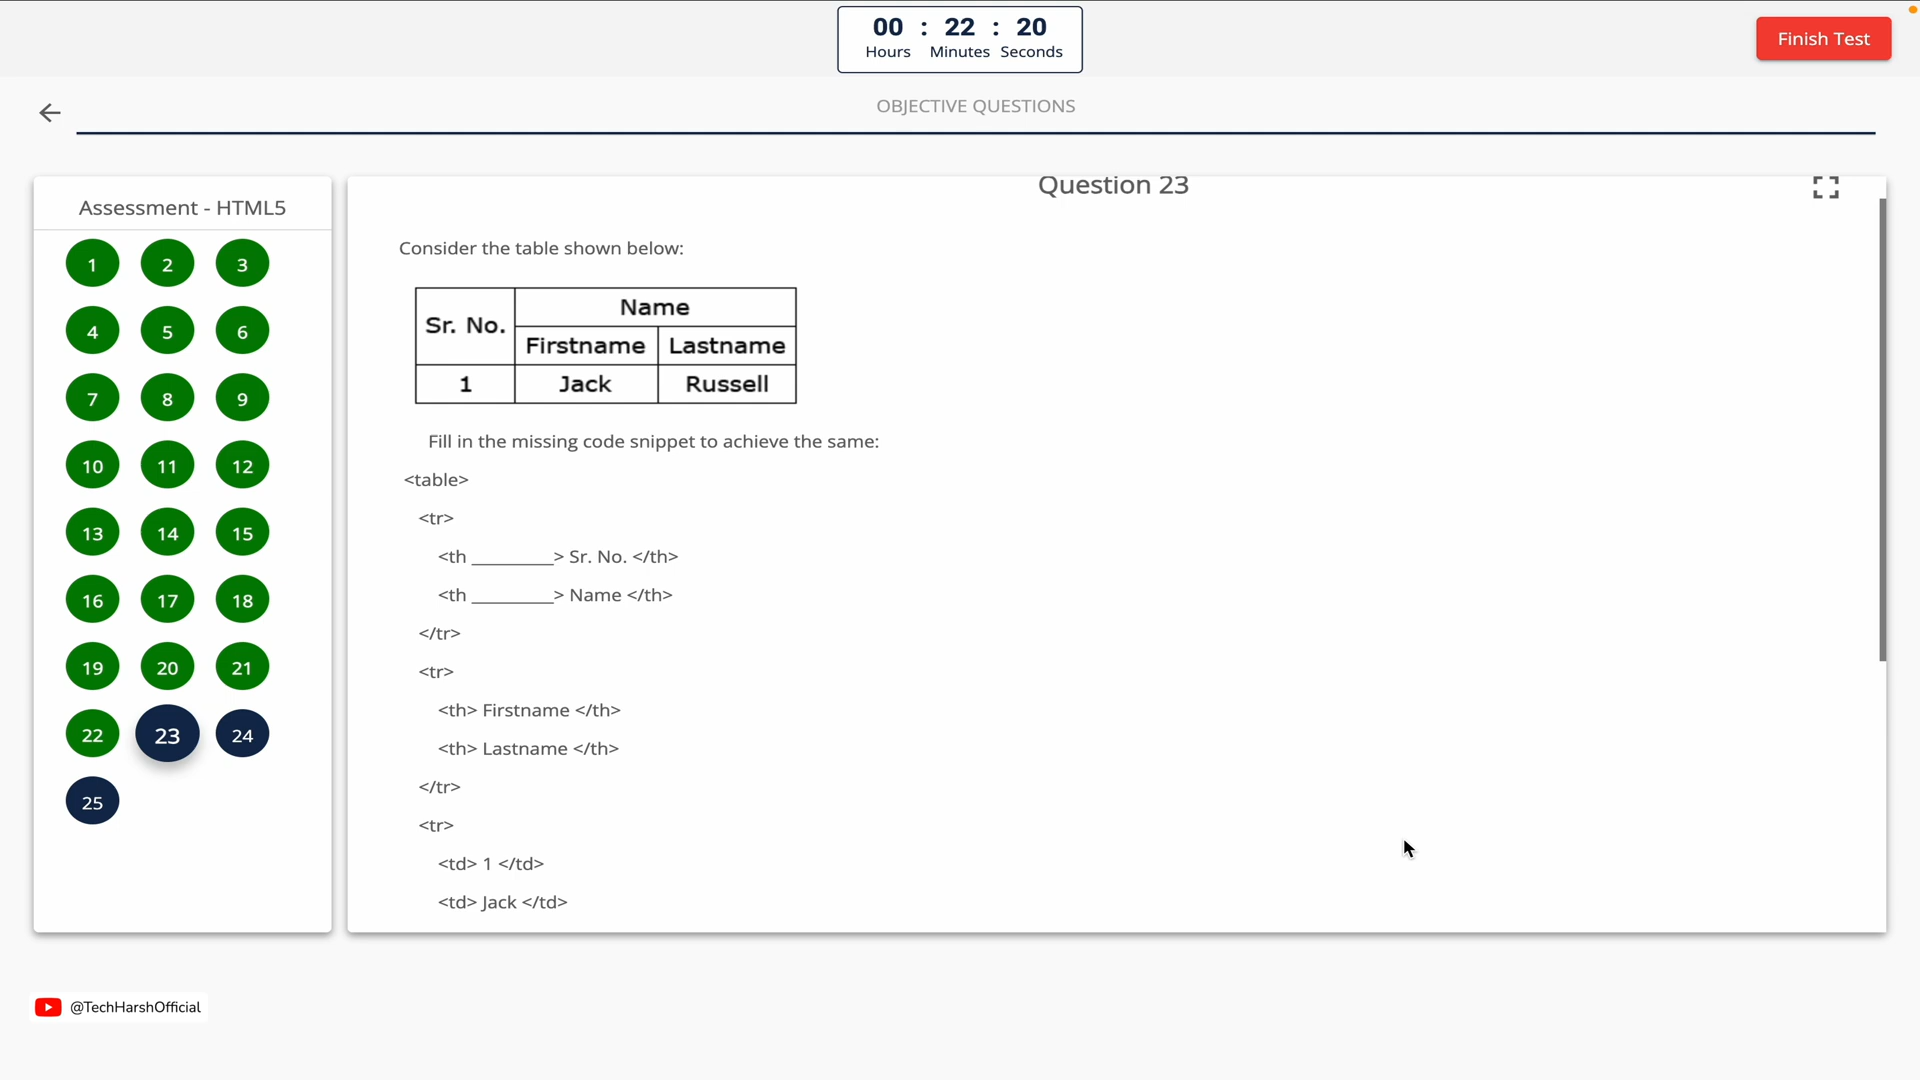 00 : 22 : 20
Hours Minutes Seconds
Finish Test
OBJECTIVE QUESTIONS
Assessment - HTML5
1 2 3
4 5 6
7 8 9
10 11 12
13 14 15
16 17 18
19 20 21
22 23 24
25
Question 23
Consider the table shown below:
Sr. No. Name
Firstname Lastname
1 Jack Russell
Fill in the missing code snippet to achieve the same:
<table>
<tr>
<th _________> Sr. No. </th>
<th _________> Name </th>
</tr>
<tr>
<th> Firstname </th>
<th> Lastname </th>
</tr>
<tr>
<td> 1 </td>
<td> Jack </td>
@TechHarshOfficial